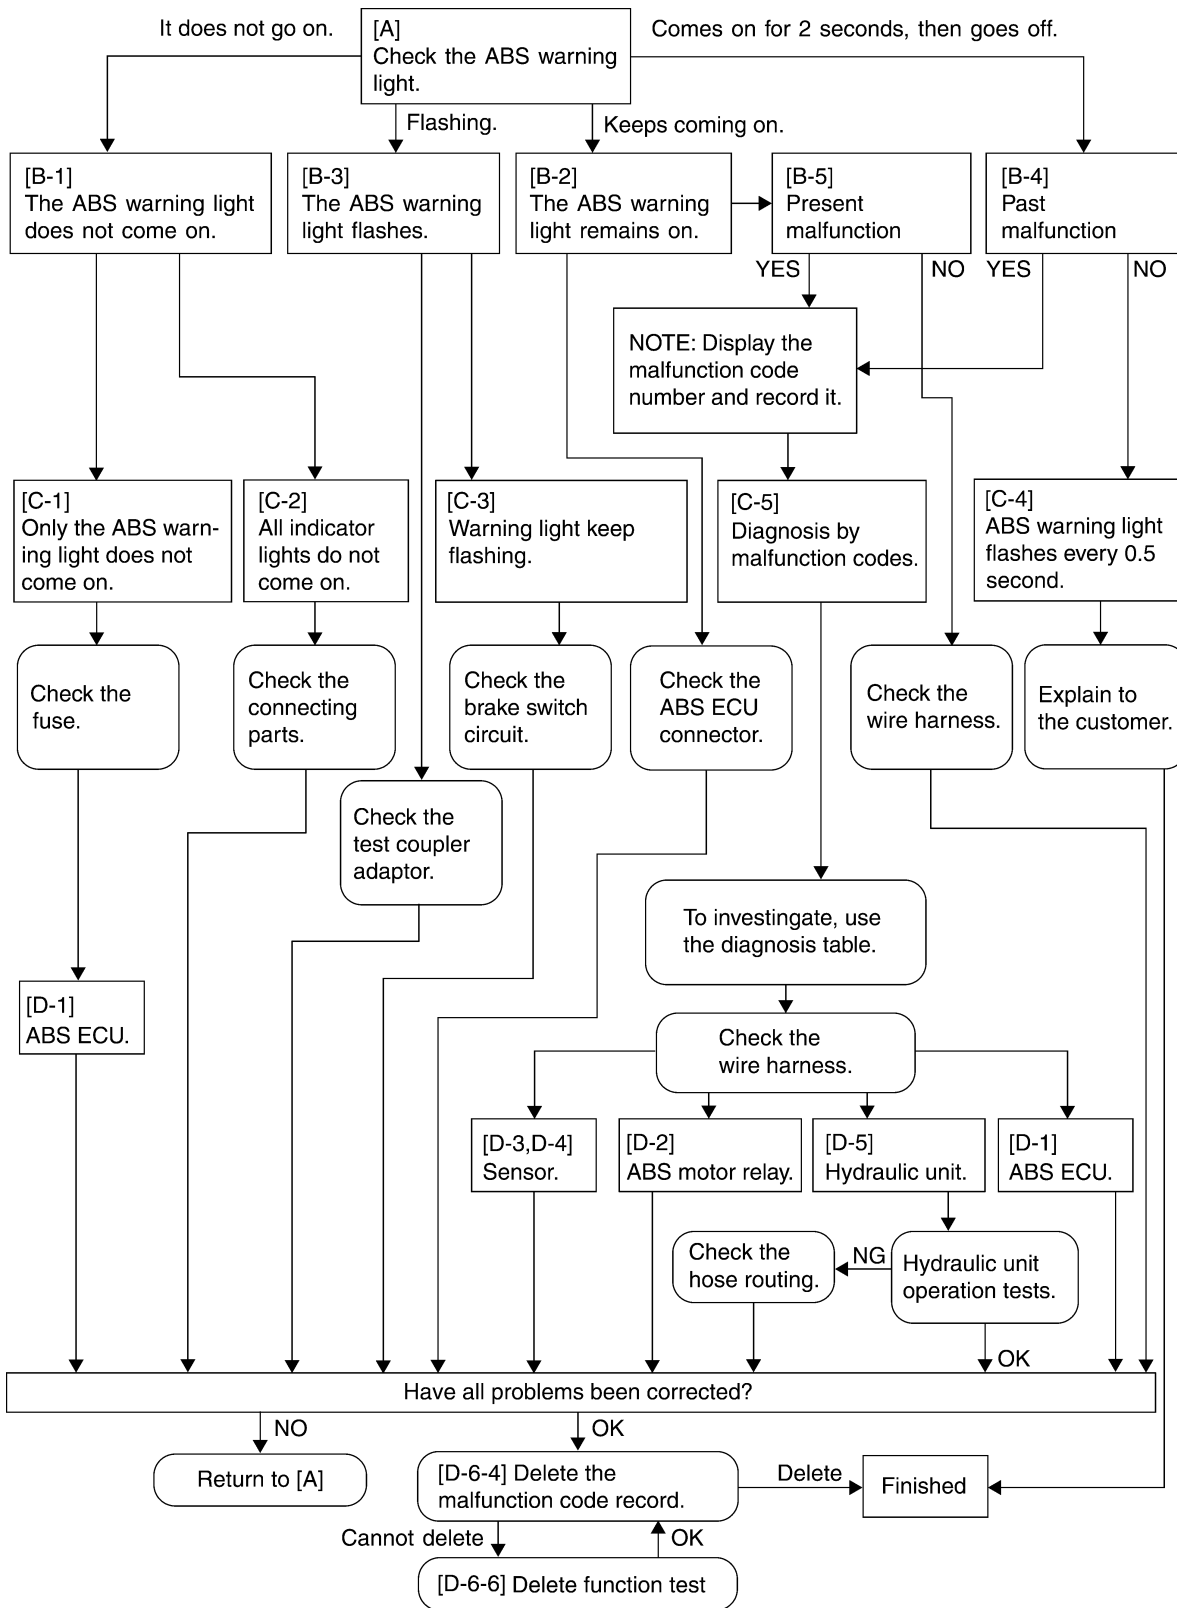 It does not go on.
[A]
Check the ABS warning
light.
Comes on for 2 seconds, then goes off.
Flashing.
Keeps coming on.
[B-1]
The ABS warning light
does not come on.
[B-3]
The ABS warning
light flashes.
[B-2]
The ABS warning
light remains on.
[B-5]
Present
malfunction
[B-4]
Past
malfunction
YES
NO
YES
NO
NOTE: Display the
malfunction code
number and record it.
[C-1]
Only the ABS warn-
ing light does not
come on.
[C-2]
All indicator
lights do not
come on.
[C-3]
Warning light keep
flashing.
[C-5]
Diagnosis by
malfunction codes.
[C-4]
ABS warning light
flashes every 0.5
second.
Check the
fuse.
Check the
connecting
parts.
Check the
brake switch
circuit.
Check the
ABS ECU
connector.
Check the
wire harness.
Explain to
the customer.
Check the
test coupler
adaptor.
To investingate, use
the diagnosis table.
[D-1]
ABS ECU.
Check the
wire harness.
[D-3,D-4]
Sensor.
[D-2]
ABS motor relay.
[D-5]
Hydraulic unit.
[D-1]
ABS ECU.
Check the
hose routing.
NG
Hydraulic unit
operation tests.
OK
Have all problems been corrected?
NO
OK
Return to [A]
[D-6-4] Delete the
malfunction code record.
Delete
Finished
Cannot delete
OK
[D-6-6] Delete function test